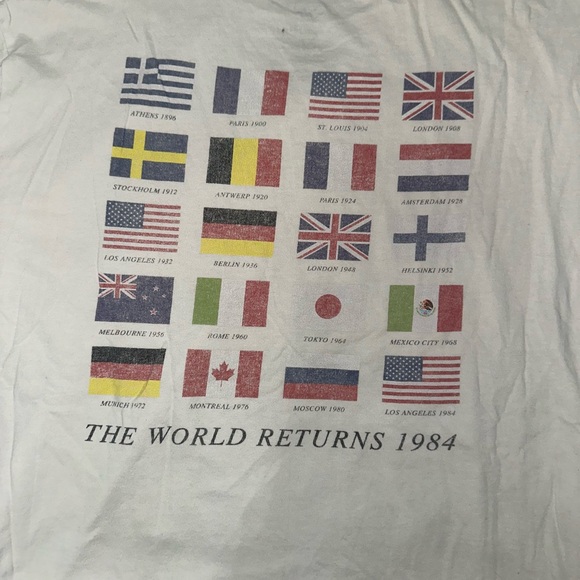 ATHENS 1896
PARIS 1900
ST. LOUIS 1904
LONDON 1908
STOCKHOLM 1912
ANTWERP 1920
PARIS 1924
AMSTERDAM 1928
LOS ANGELES 1932
BERLIN 1936
LONDON 1948
HELSINKI 1952
MELBOURNE 1956
ROME 1960
TOKYO 1964
MEXICO CITY 1968
MUNICH 1972
MONTREAL 1976
MOSCOW 1980
LOS ANGELES 1984
THE WORLD RETURNS 1984